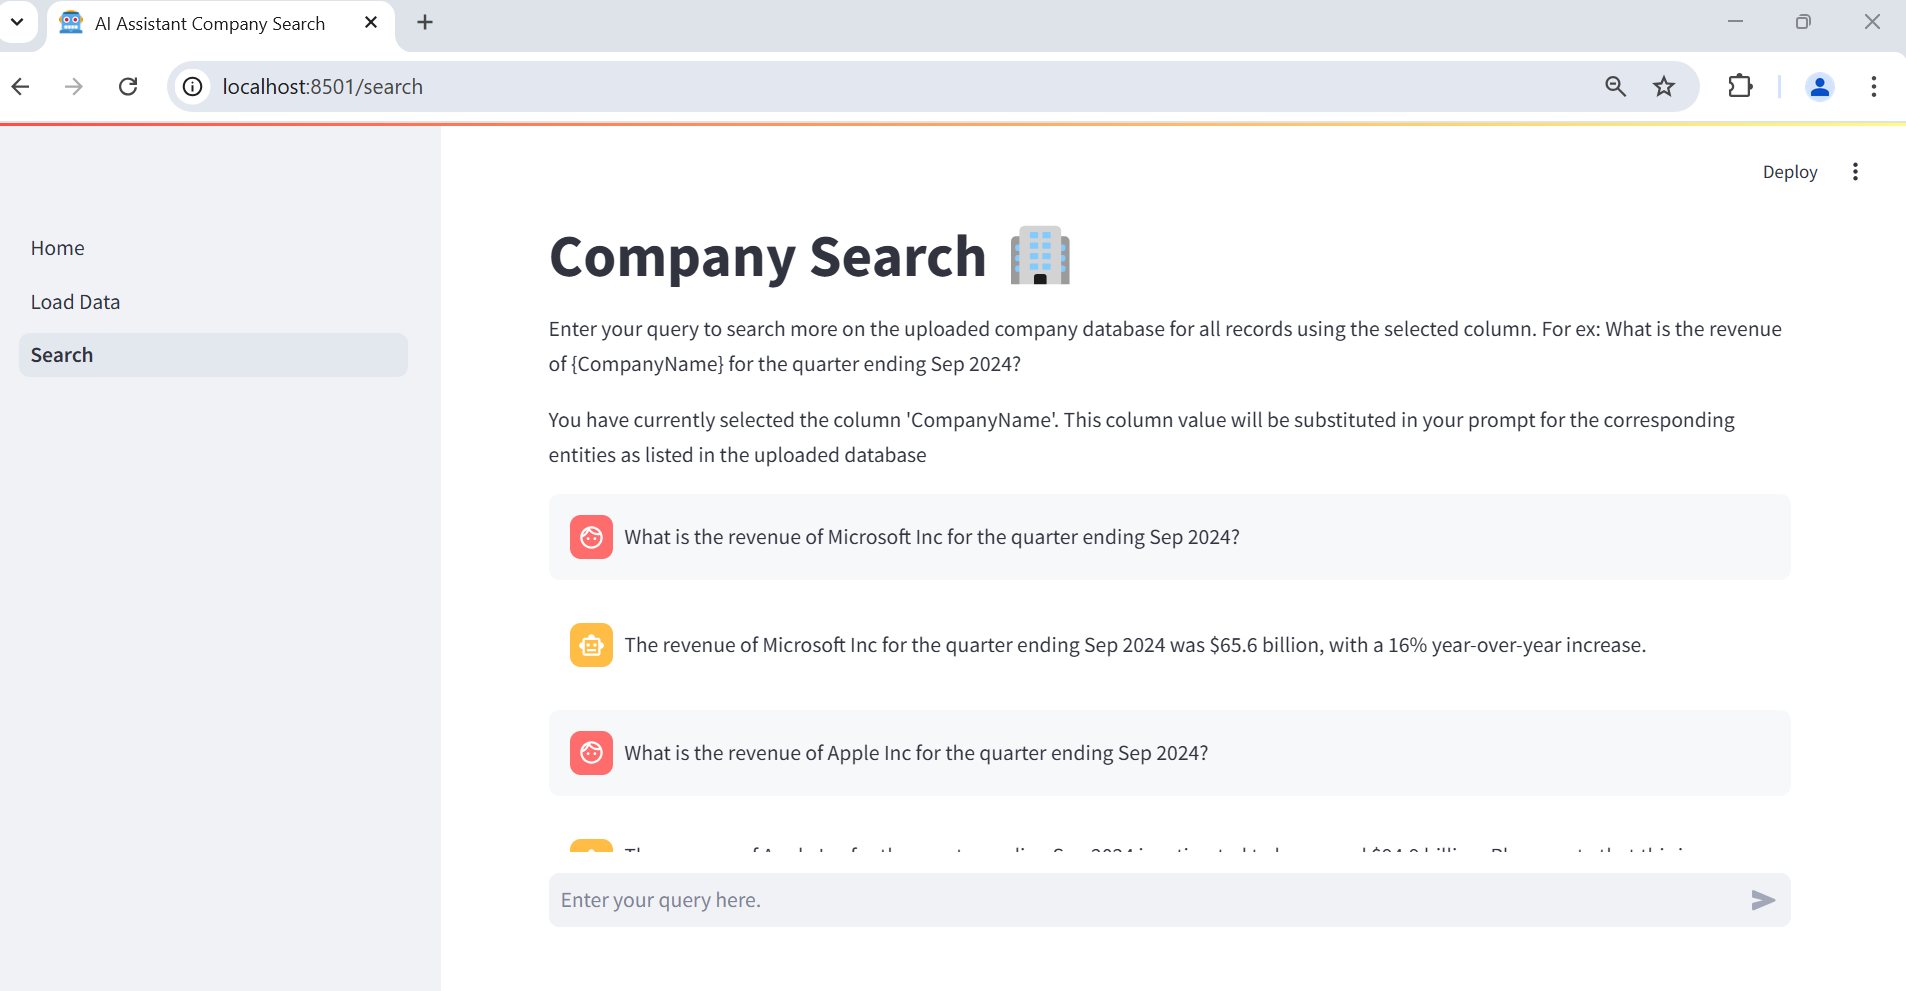 AI Assistant Company Search
localhost:8501/search
Deploy
Home
Load Data
Search
Company Search
Enter your query to search more on the uploaded company database for all records using the selected column. For ex: What is the revenue
of {CompanyName} for the quarter ending Sep 2024?
You have currently selected the column 'CompanyName'. This column value will be substituted in your prompt for the corresponding
entities as listed in the uploaded database
What is the revenue of Microsoft Inc for the quarter ending Sep 2024?
The revenue of Microsoft Inc for the quarter ending Sep 2024 was $65.6 billion, with a 16% year-over-year increase.
What is the revenue of Apple Inc for the quarter ending Sep 2024?
Enter your query here.